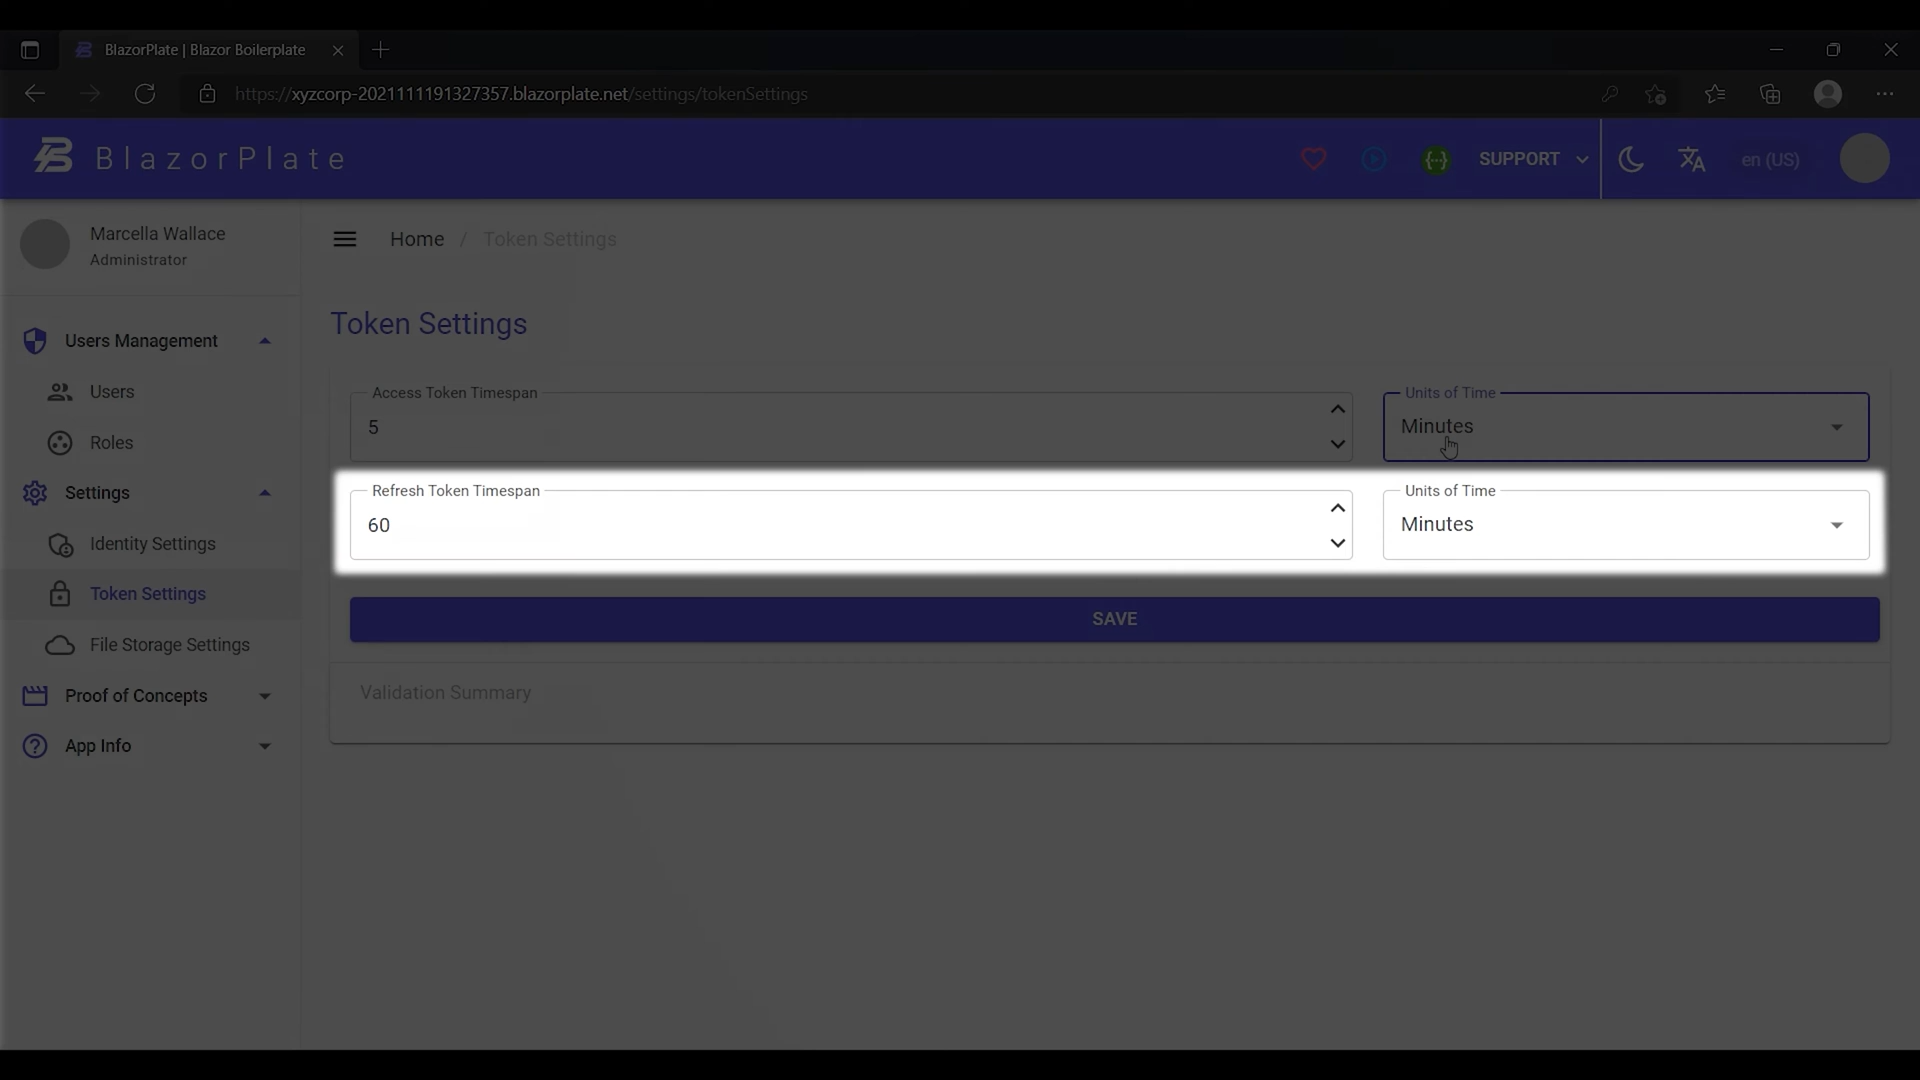 BlazorPlate | Blazor Boilerplate
https://xyzcorp-2021111191327357.blazorplate.net/settings/tokenSettings
BlazorPlate
SUPPORT
en (US)
Marcella Wallace
Administrator
Home / Token Settings
Token Settings
Users Management
Users
Roles
Settings
Identity Settings
Token Settings
File Storage Settings
Proof of Concepts
App Info
Access Token Timespan
5
Units of Time
Minutes
Refresh Token Timespan
60
Units of Time
Minutes
SAVE
Validation Summary